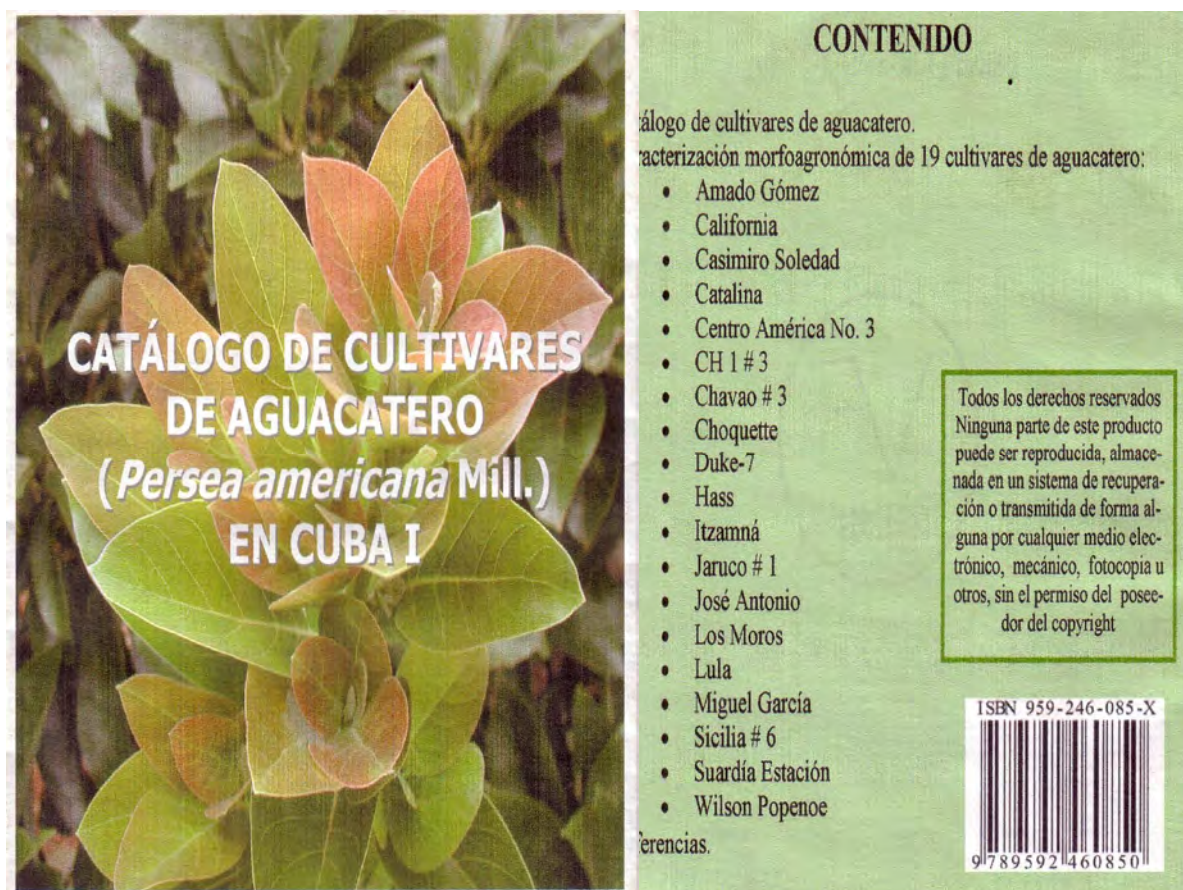 CATÁLOGO DE CULTIVARES
DE AGUACATERO
(Persea americana Mill.)
EN CUBA I
CONTENIDO
tálogo de cultivares de aguacatero.
racterización morfoagronómica de 19 cultivares de aguacatero:
• Amado Gómez
• California
• Casimiro Soledad
• Catalina
• Centro América No. 3
• CH 1 # 3
• Chavao # 3
• Choquette
• Duke-7
• Hass
• Itzamná
• Jaruco # 1
• José Antonio
• Los Moros
• Lula
• Miguel García
• Sicilia # 6
• Suardía Estación
• Wilson Popenoe
ferencias.
Todos los derechos reservados
Ninguna parte de este producto
puede ser reproducida, almace-
nada en un sistema de recupera-
ción o transmitida de forma al-
guna por cualquier medio elec-
trónico, mecánico, fotocopia u
otros, sin el permiso del posee-
dor del copyright
ISBN 959-246-085-X
9 789592 460850